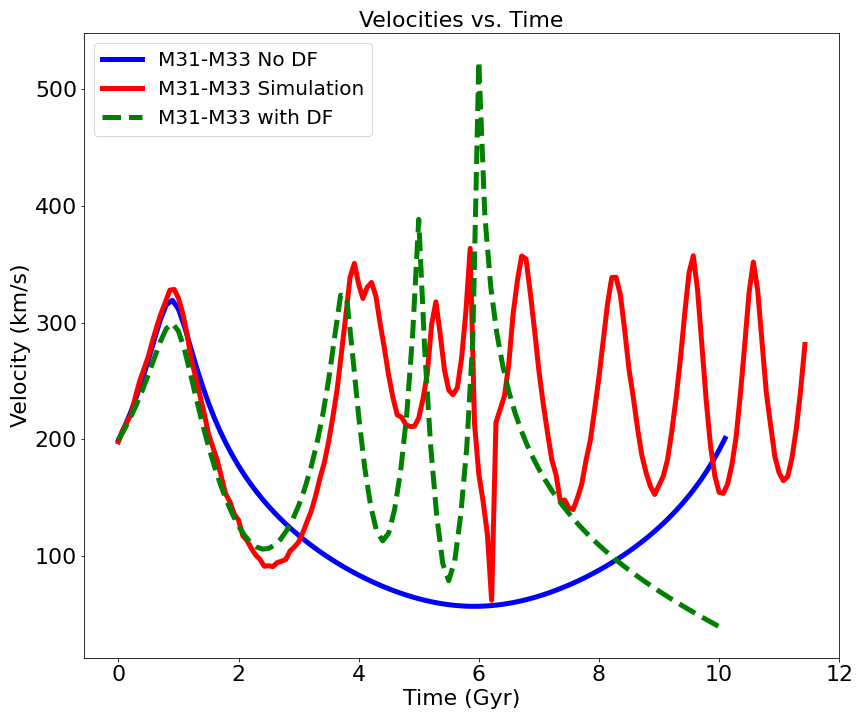 Velocities vs. Time
M31-M33 No DF
M31-M33 Simulation
M31-M33 with DF
Velocity (km/s)
500
400
300
200
100
0 2 4 6 8 10 12
Time (Gyr)